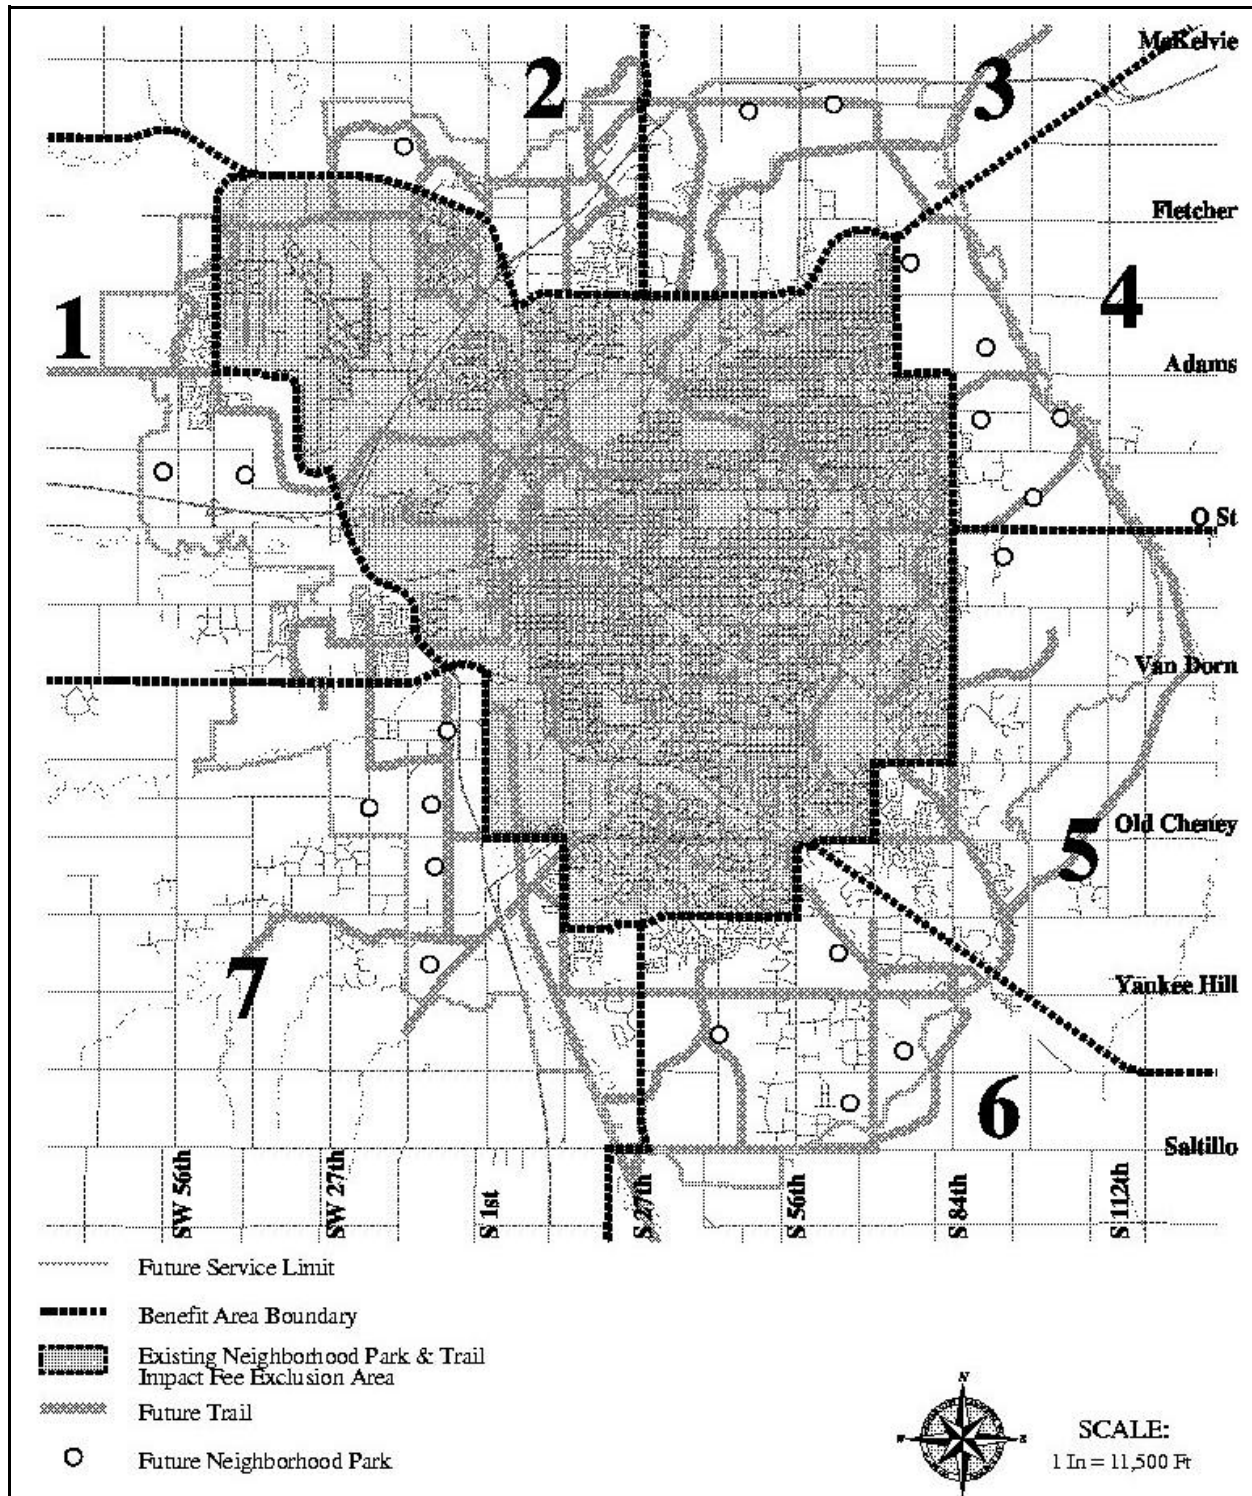 McKelvie
2
3
Fletcher
4
1
Adams
O St
Van Dorn
Old Cheney
5
7
Yankee Hill
6
Saltillo
SW 56th
SW 27th
S 1st
S 27th
S 56th
S 84th
S 112th
Future Service Limit
Benefit Area Boundary
Existing Neighborhood Park & Trail
Impact Fee Exclusion Area
Future Trail
Future Neighborhood Park
N
W
E
S
SCALE:
1 In = 11,500 Ft